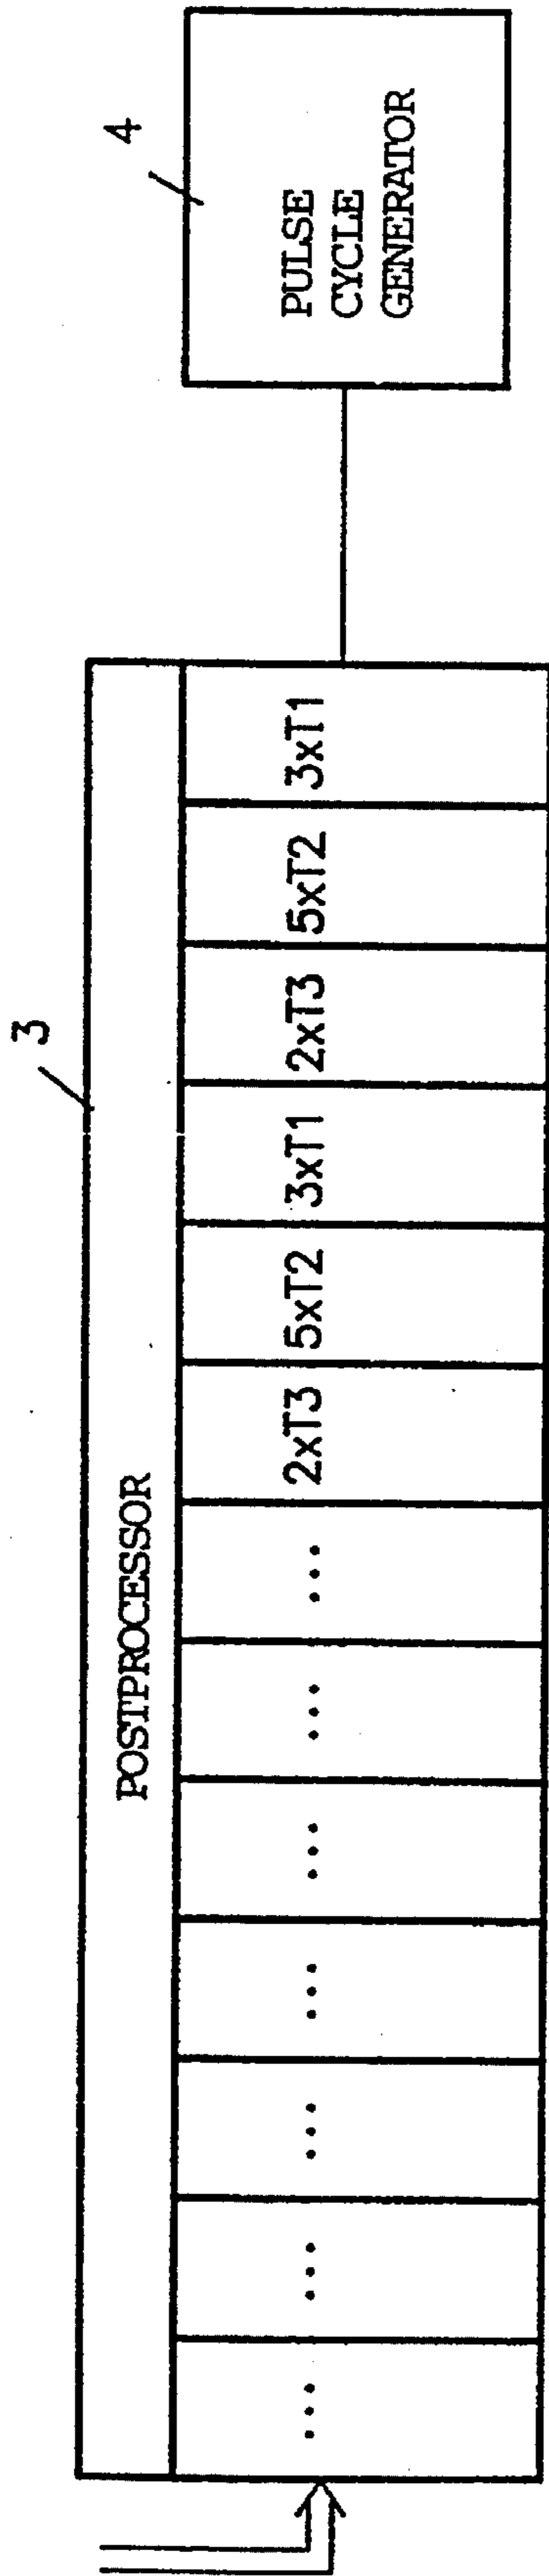 3
POSTPROCESSOR
...
...
...
...
...
...
...
2xT3
5xT2
3xT1
2xT3
5xT2
3xT1
4
PULSE
CYCLE
GENERATOR